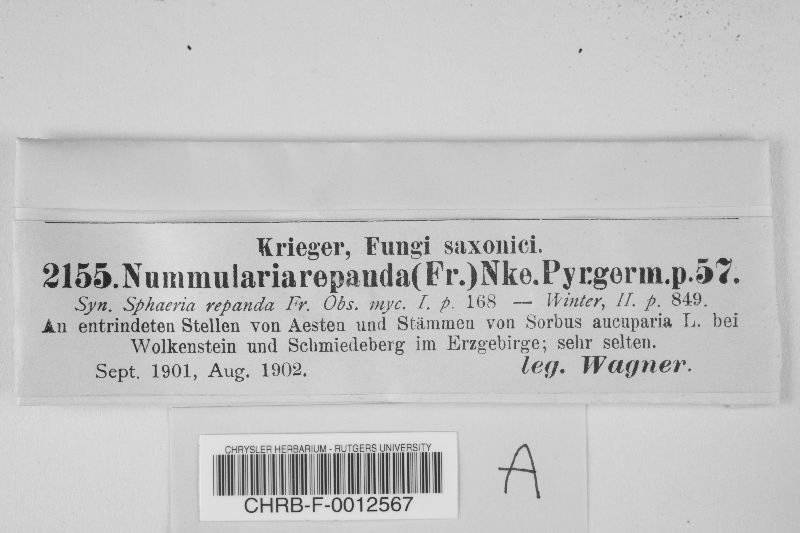 Krieger, Fungi saxonici.
2155. Nummularia repanda (Fr.) Nke. Pyr. germ. p. 57.
Syn. Sphaeria repanda Fr. Obs. myc. I. p. 168 — Winter, II. p. 849.
An entrindeten Stellen von Aesten und Stämmen von Sorbus aucuparia L. bei
Wolkenstein und Schmiedeberg im Erzgebirge; sehr selten.
Sept. 1901, Aug. 1902. leg. Wagner.
CHRYSLER HERBARIUM - RUTGERS UNIVERSITY
CHRB-F-0012567
A